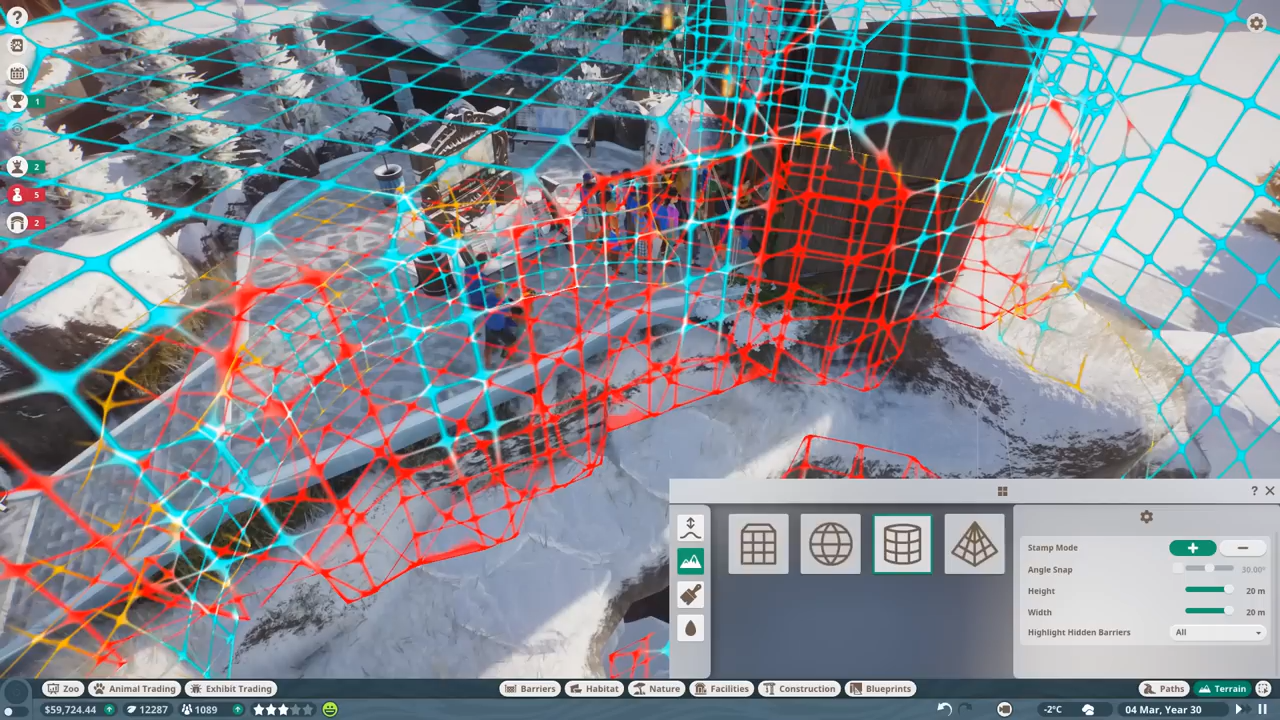 ?
1
2
5
2
? ×
Stamp Mode + −
Angle Snap 30.00°
Height 20 m
Width 20 m
Highlight Hidden Barriers All
Zoo Animal Trading Exhibit Trading Barriers Habitat Nature Facilities Construction Blueprints Paths Terrain
$59,724.44 12287 1089 -2°C 04 Mar, Year 30